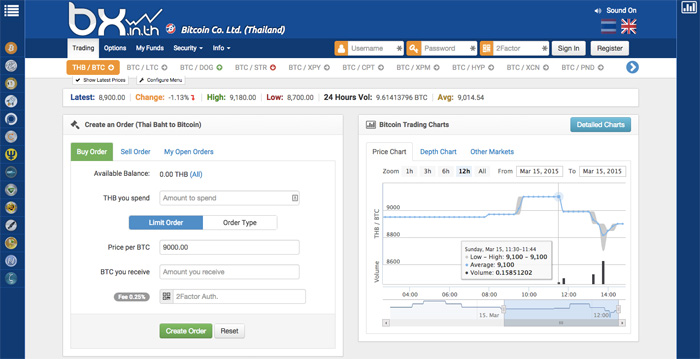 Sound On
bx
.in.th
Bitcoin Co. Ltd. (Thailand)
Trading Options My Funds Security Info Username Password 2Factor Sign In Register
THB / BTC BTC / LTC BTC / DOG BTC / STR BTC / XPY BTC / CPT BTC / XPM BTC / HYP BTC / XCN BTC / PND
Show Latest Prices Configure Menu
Latest: 8,900.00 Change: -1.13% High: 9,180.00 Low: 8,700.00 24 Hours Vol: 9.61413796 BTC Avg: 9,014.54
Create an Order (Thai Baht to Bitcoin)
Buy Order Sell Order My Open Orders
Available Balance: 0.00 THB (All)
THB you spend Amount to spend
Limit Order Order Type
Price per BTC 9000.00
BTC you receive Amount you receive
Fee 0.25% 2Factor Auth.
Create Order Reset
Bitcoin Trading Charts Detailed Charts
Price Chart Depth Chart Other Markets
Zoom 1h 3h 6h 12h All From Mar 15, 2015 To Mar 15, 2015
THB / BTC
9000
8800
8600
Volume
Sunday, Mar 15, 11:30-11:44
Low - High: 9,100 - 9,100
Average: 9,100
Volume: 0.15851202
04:00 06:00 08:00 10:00 12:00 14:00
15. Mar 12:00